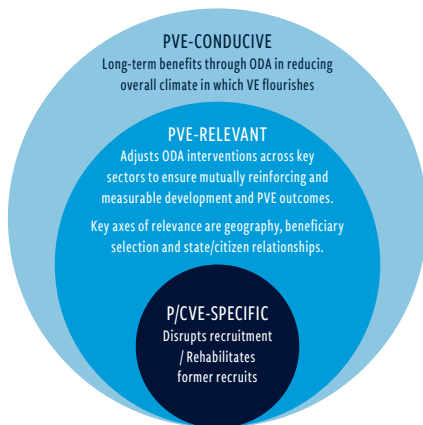 PVE-CONDUCIVE
Long-term benefits through ODA in reducing
overall climate in which VE flourishes
PVE-RELEVANT
Adjusts ODA interventions across key
sectors to ensure mutually reinforcing and
measurable development and PVE outcomes.
Key axes of relevance are geography, beneficiary
selection and state/citizen relationships.
P/CVE-SPECIFIC
Disrupts recruitment
/ Rehabilitates
former recruits